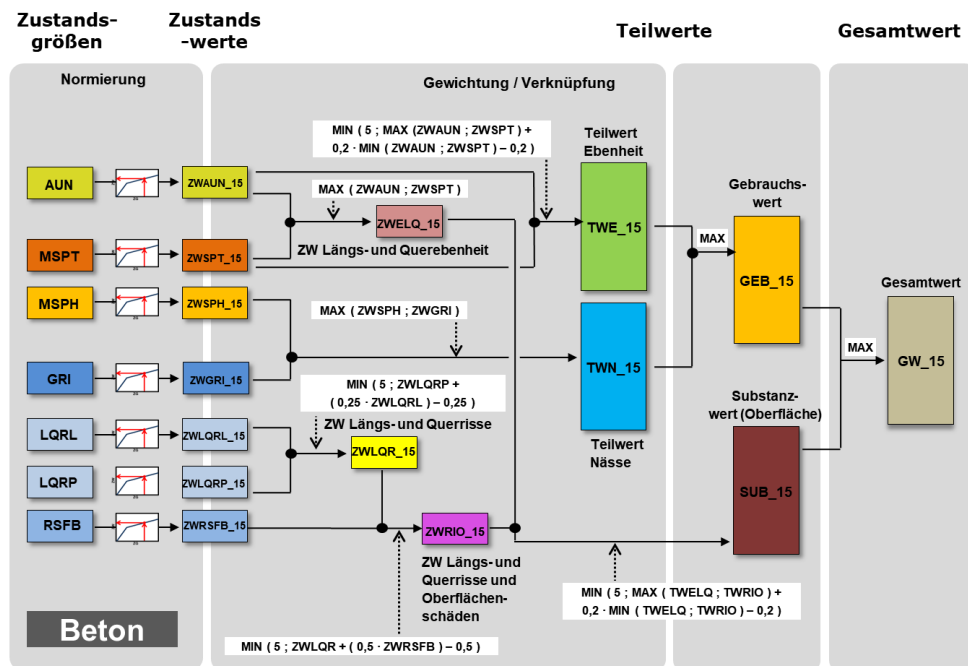 Zustands-
größen
Zustands
-werte
Teilwerte
Gesamtwert
Normierung
Gewichtung / Verknüpfung
MIN ( 5 ; MAX ( ZWAUN ; ZWSPT ) +
0,2 · MIN ( ZWAUN ; ZWSPT ) – 0,2 )
Teilwert
Ebenheit
AUN
ZWAUN_15
MAX ( ZWAUN ; ZWSPT )
ZWELQ_15
TWE_15
Gebrauchs-
wert
MSPT
ZWSPT_15
ZW Längs- und Querebenheit
MAX
GEB_15
MSPH
ZWSPH_15
MAX ( ZWSPH ; ZWGRI )
Gesamtwert
GRI
ZWGRI_15
TWN_15
MAX
GW_15
MIN ( 5 ; ZWLQRP +
( 0,25 · ZWLQRL ) – 0,25 )
Substanz-
wert (Oberfläche)
LQRL
ZWLQRL_15
ZW Längs- und Querrisse
Teilwert
Nässe
ZWLQR_15
LQRP
ZWLQRP_15
SUB_15
RSFB
ZWRSFB_15
ZWRIO_15
ZW Längs- und
Querrisse und
Oberflächen-
schäden
MIN ( 5 ; MAX ( TWELQ ; TWRIO ) +
0,2 · MIN ( TWELQ ; TWRIO ) – 0,2 )
Beton
MIN ( 5 ; ZWLQR + ( 0,5 · ZWRSFB ) – 0,5 )